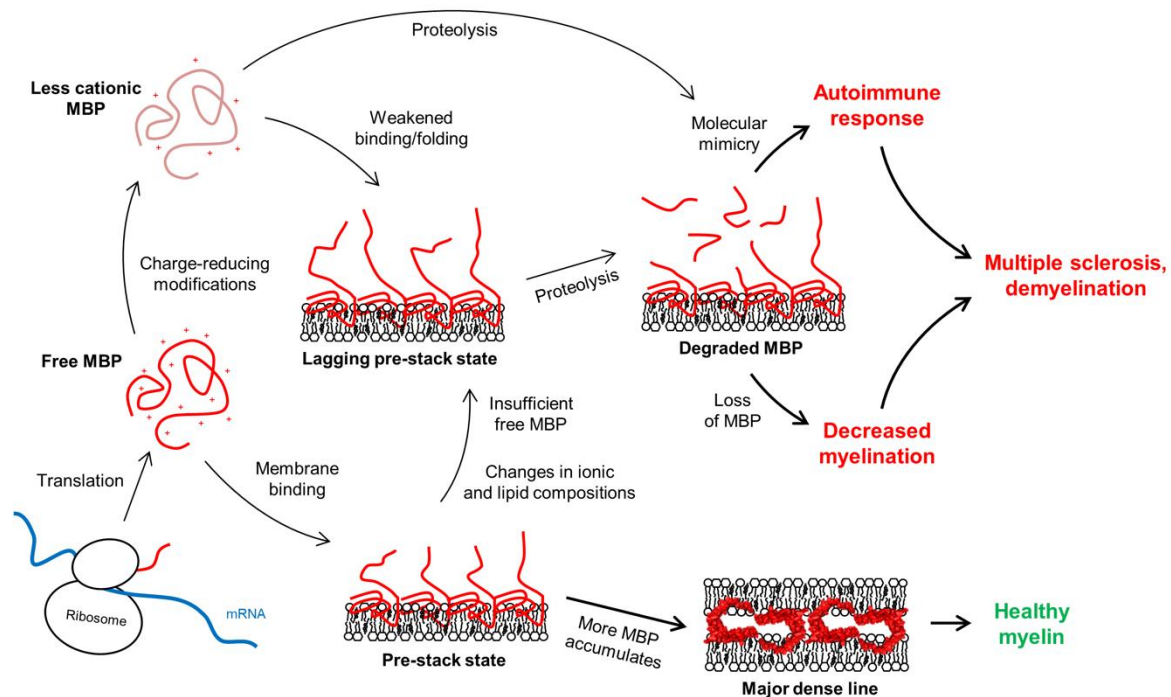 Proteolysis
Less cationic
MBP
Weakened
binding/folding
Molecular
mimicry
Autoimmune
response
Charge-reducing
modifications
Proteolysis
Multiple sclerosis,
demyelination
Lagging pre-stack state
Degraded MBP
Free MBP
Insufficient
free MBP
Loss
of MBP
Decreased
myelination
Translation
Membrane
binding
Changes in ionic
and lipid compositions
Ribosome
mRNA
Pre-stack state
More MBP
accumulates
Major dense line
Healthy
myelin